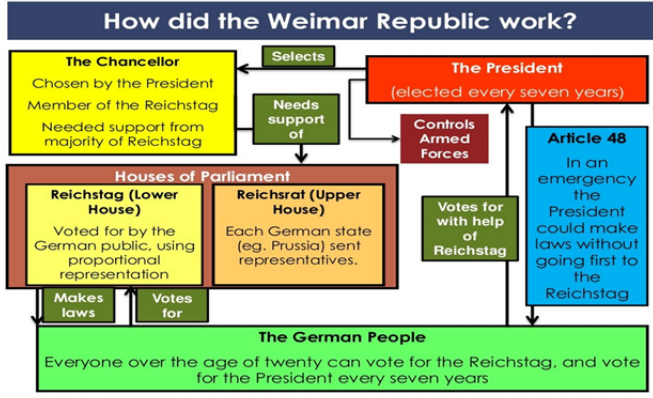 How did the Weimar Republic work?
The Chancellor
Chosen by the President
Member of the Reichstag
Needed support from
majority of Reichstag
Selects
The President
(elected every seven years)
Needs
support
of
Controls
Armed
Forces
Article 48
In an
emergency
the
President
could make
laws without
going first to
the
Reichstag
Houses of Parliament
Reichstag (Lower
House)
Voted for by the
German public, using
proportional
representation
Reichsrat (Upper
House)
Each German state
(eg. Prussia) sent
representatives.
Votes for
with help
of
Reichstag
Makes
laws
Votes
for
The German People
Everyone over the age of twenty can vote for the Reichstag, and vote
for the President every seven years